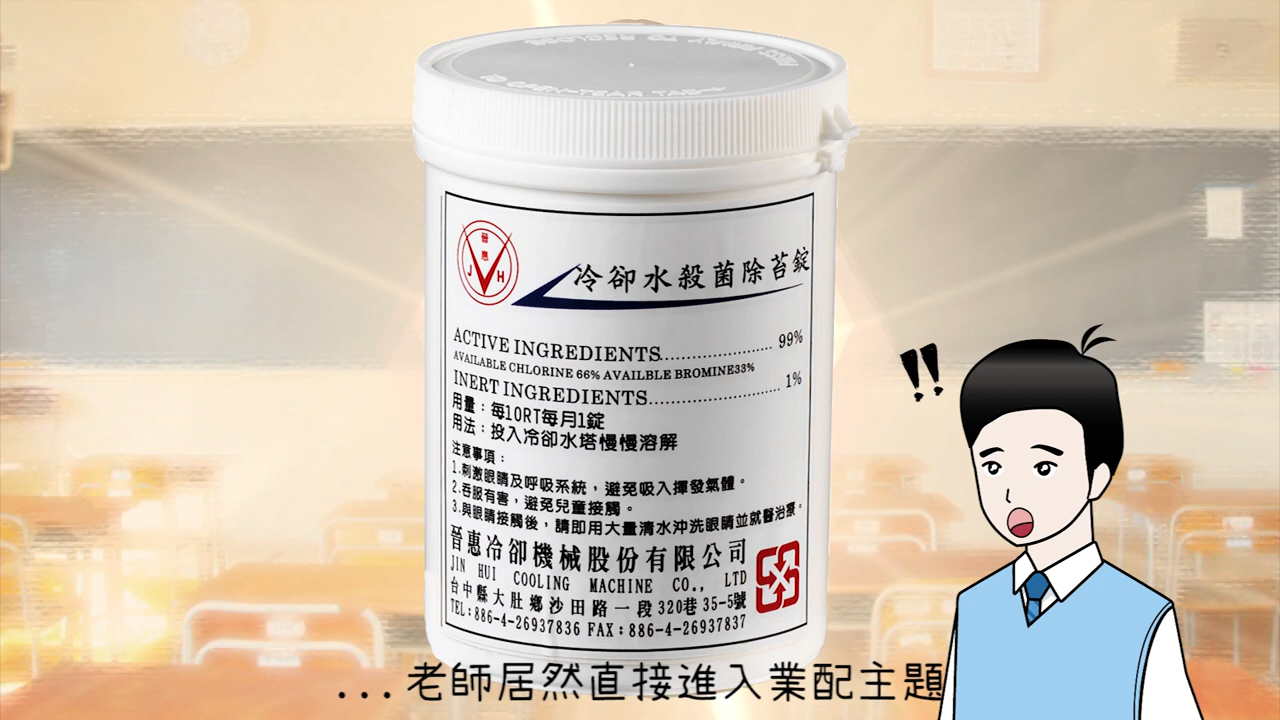 TO OPEN-TEAR TAB
晉惠
J H
冷卻水殺菌除苔錠
ACTIVE INGREDIENTS...................... 99%
AVAILABLE CHLORINE 66% AVAILBLE BROMINE33%
INERT INGREDIENTS...................... 1%
用量：每10RT每月1錠
用法：投入冷卻水塔慢慢溶解
注意事項：
1.刺激眼睛及呼吸系統，避免吸入揮發氣體。
2.吞服有害，避免兒童接觸。
3.與眼睛接觸後，請即用大量清水沖洗眼睛並就醫治療。
晉惠冷卻機械股份有限公司
JIN HUI COOLING MACHINE CO., LTD
台中縣大肚鄉沙田路一段320巷35-5號
TEL:886-4-26937836 FAX:886-4-26937837
!!
...老師居然直接進入業配主題